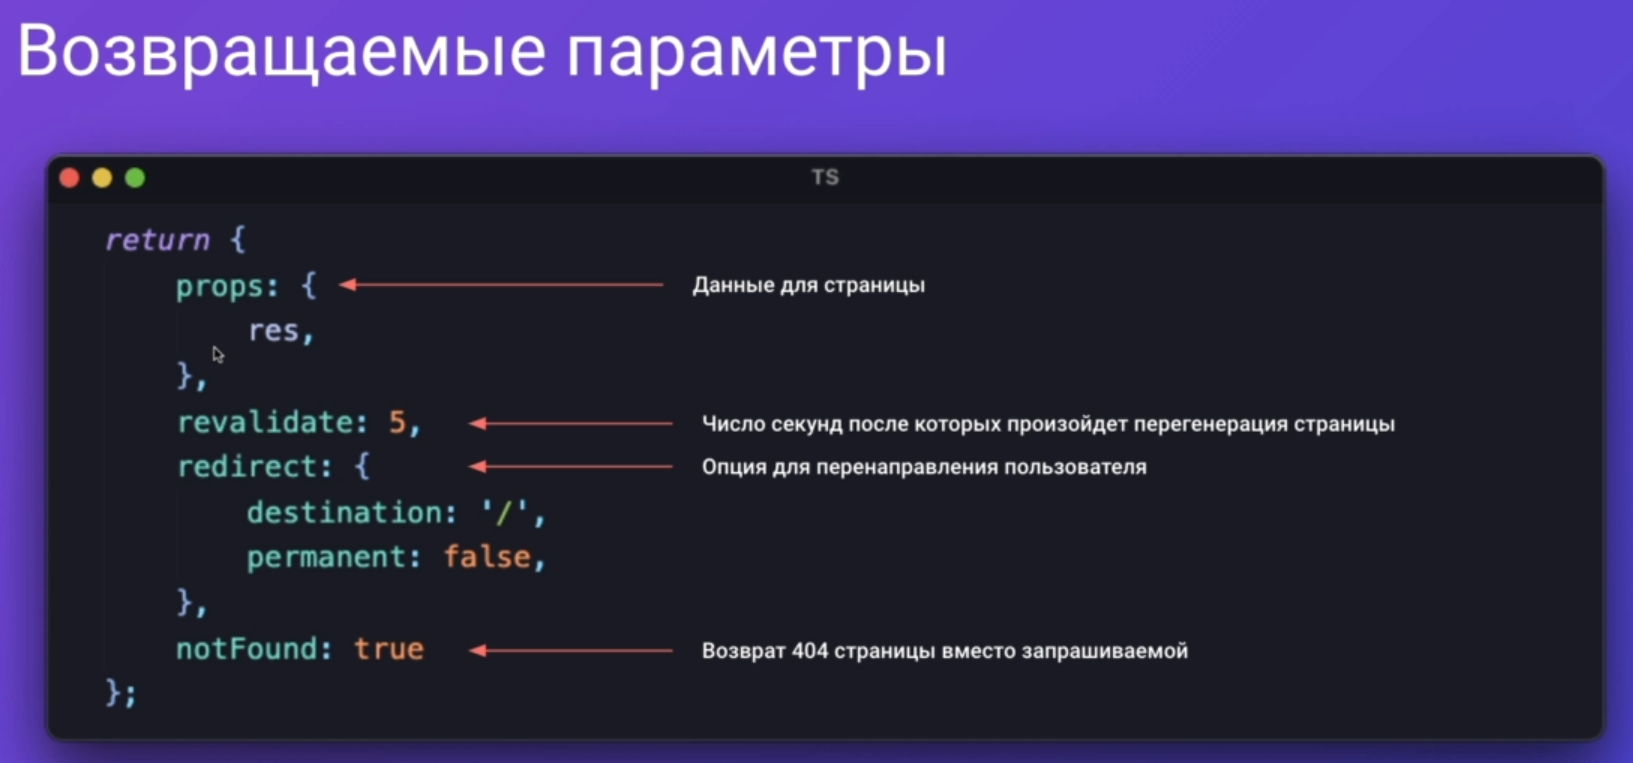 Возвращаемые параметры
TS
return {
props: { Данные для страницы
res,
},
revalidate: 5, Число секунд после которых произойдет перегенерация страницы
redirect: { Опция для перенаправления пользователя
destination: '/',
permanent: false,
},
notFound: true Возврат 404 страницы вместо запрашиваемой
};